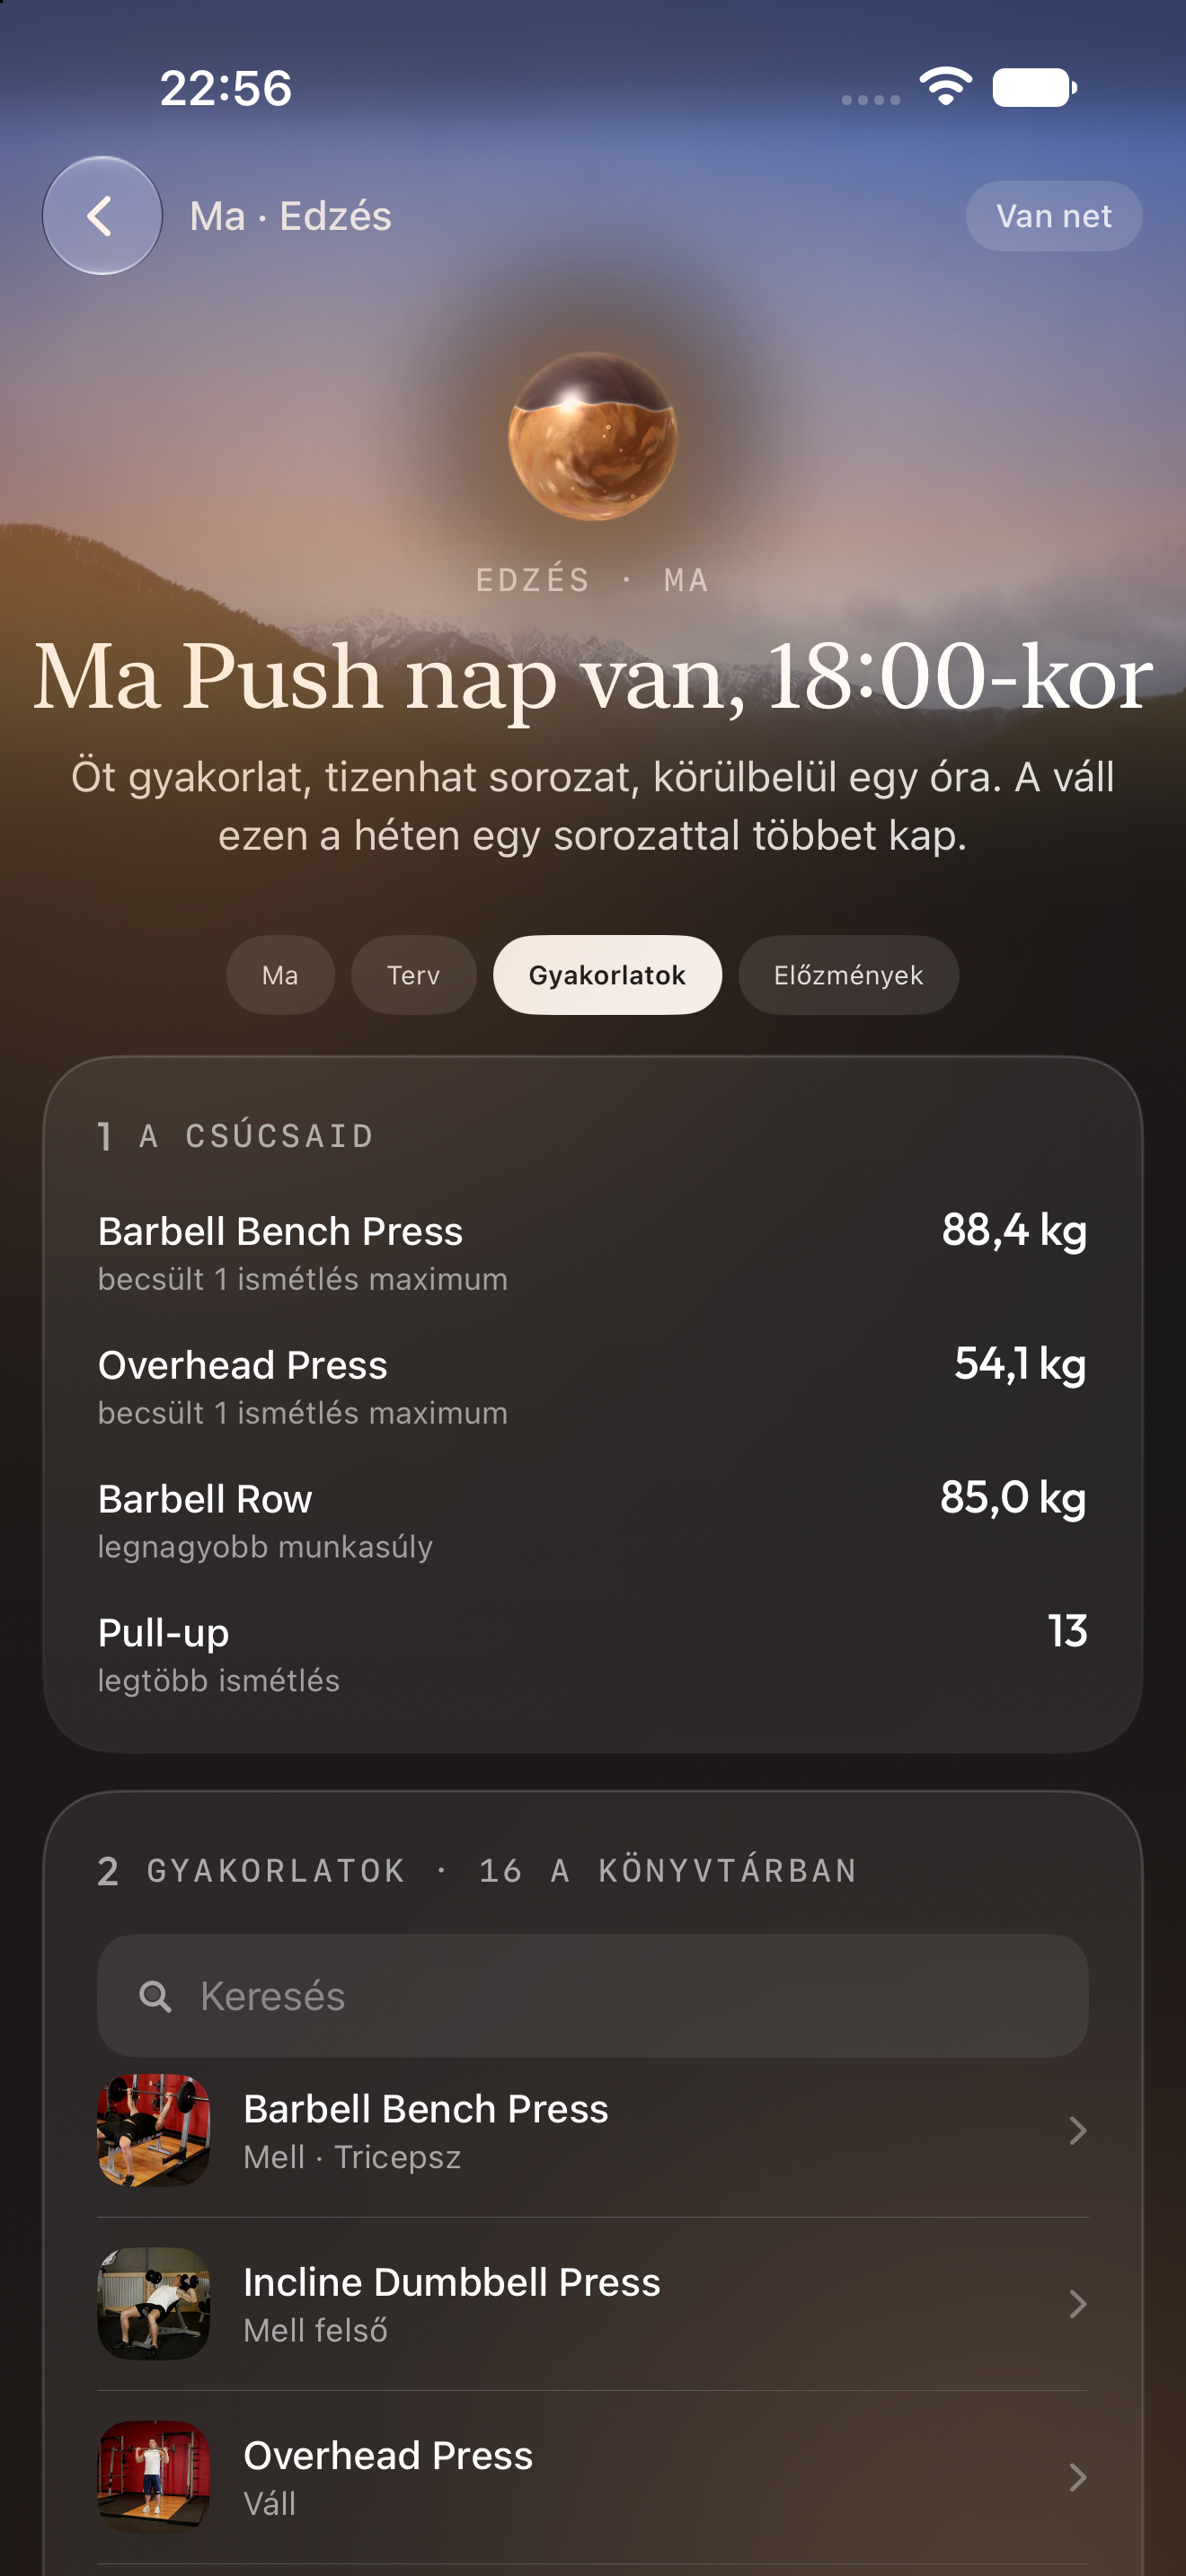 22:56
Ma · Edzés
Van net
EDZÉS · MA
Ma Push nap van, 18:00-kor
Öt gyakorlat, tizenhat sorozat, körülbelül egy óra. A váll
ezen a héten egy sorozattal többet kap.
Ma
Terv
Gyakorlatok
Előzmények
1 A CSÚCSAID
Barbell Bench Press
88,4 kg
becsült 1 ismétlés maximum
Overhead Press
54,1 kg
becsült 1 ismétlés maximum
Barbell Row
85,0 kg
legnagyobb munkasúly
Pull-up
13
legtöbb ismétlés
2 GYAKORLATOK · 16 A KÖNYVTÁRBAN
Keresés
Barbell Bench Press
Mell · Tricepsz
Incline Dumbbell Press
Mell felső
Overhead Press
Váll